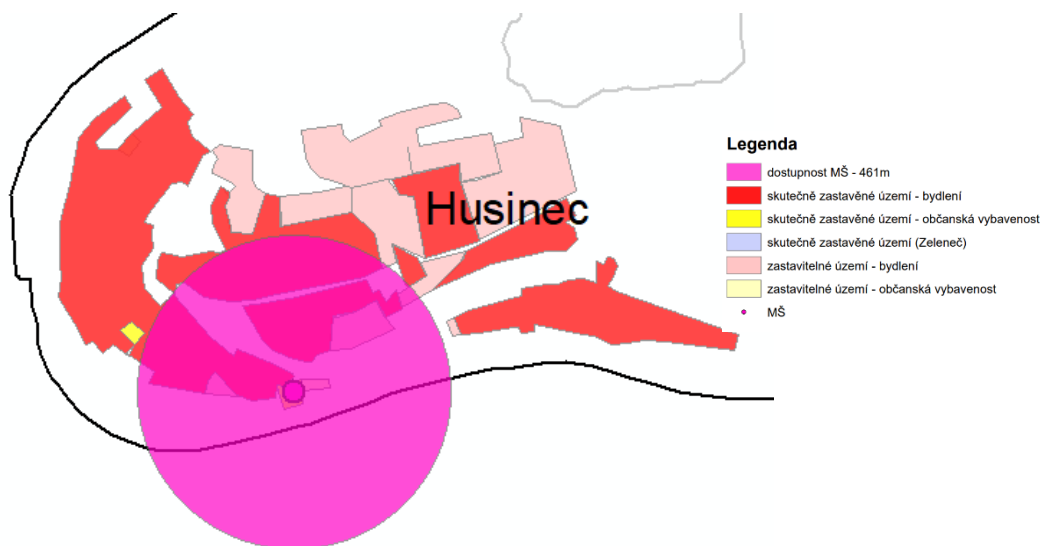 Husinec
Legenda
dostupnost MŠ - 461m
skutečně zastavěné území - bydlení
skutečně zastavěné území - občanská vybavenost
skutečně zastavěné území (Zeleneč)
zastavitelné území - bydlení
zastavitelné území - občanská vybavenost
MŠ